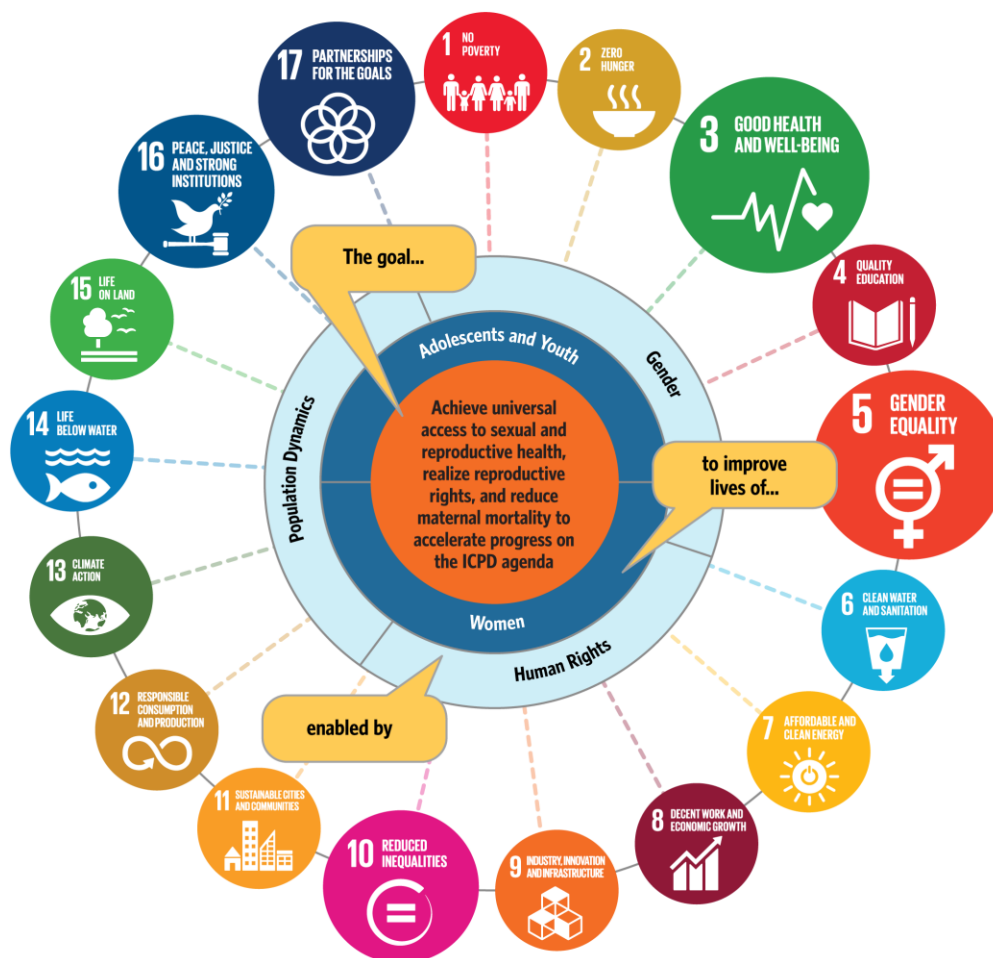 1 NO
POVERTY
2 ZERO
HUNGER
3 GOOD HEALTH
AND WELL-BEING
4 QUALITY
EDUCATION
5 GENDER
EQUALITY
6 CLEAN WATER
AND SANITATION
7 AFFORDABLE AND
CLEAN ENERGY
8 DECENT WORK AND
ECONOMIC GROWTH
9 INDUSTRY, INNOVATION
AND INFRASTRUCTURE
10 REDUCED
INEQUALITIES
11 SUSTAINABLE CITIES
AND COMMUNITIES
12 RESPONSIBLE
CONSUMPTION
AND PRODUCTION
13 CLIMATE
ACTION
14 LIFE
BELOW WATER
15 LIFE
ON LAND
16 PEACE, JUSTICE
AND STRONG
INSTITUTIONS
17 PARTNERSHIPS
FOR THE GOALS
The goal...
Achieve universal
access to sexual and
reproductive health,
realize reproductive
rights, and reduce
maternal mortality to
accelerate progress on
the ICPD agenda
to improve
lives of...
Adolescents and Youth
Women
enabled by
Population Dynamics
Gender
Human Rights